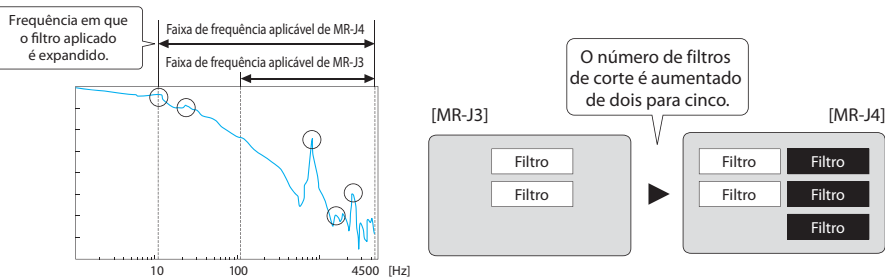 Frequência em que
o filtro aplicado
é expandido.
Faixa de frequência aplicável de MR-J4
Faixa de frequência aplicável de MR-J3
10
100
4500
[Hz]
O número de filtros
de corte é aumentado
de dois para cinco.
[MR-J3]
Filtro
Filtro
[MR-J4]
Filtro
Filtro
Filtro
Filtro
Filtro